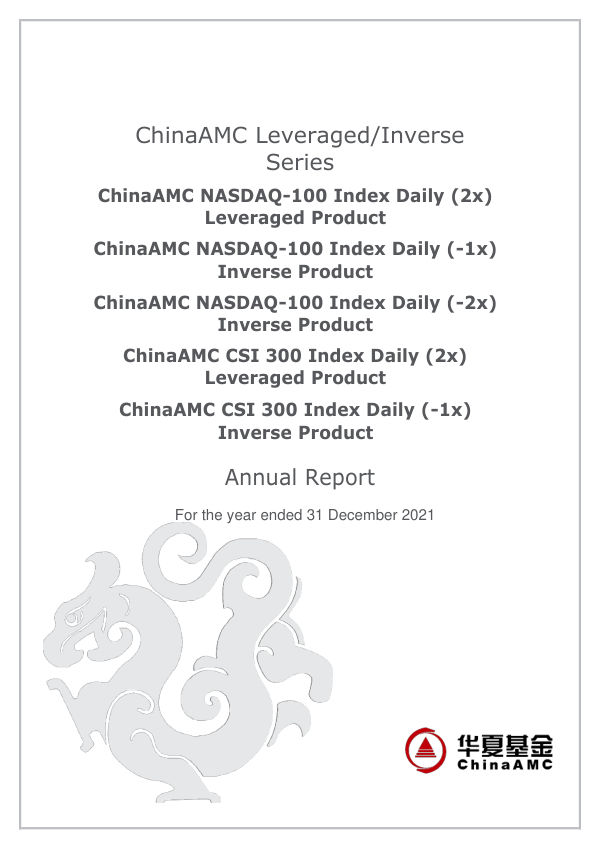 ChinaAMC Leveraged/Inverse
Series
ChinaAMC NASDAQ-100 Index Daily (2x)
Leveraged Product
ChinaAMC NASDAQ-100 Index Daily (-1x)
Inverse Product
ChinaAMC NASDAQ-100 Index Daily (-2x)
Inverse Product
ChinaAMC CSI 300 Index Daily (2x)
Leveraged Product
ChinaAMC CSI 300 Index Daily (-1x)
Inverse Product
Annual Report
For the year ended 31 December 2021
华夏基金
ChinaAMC